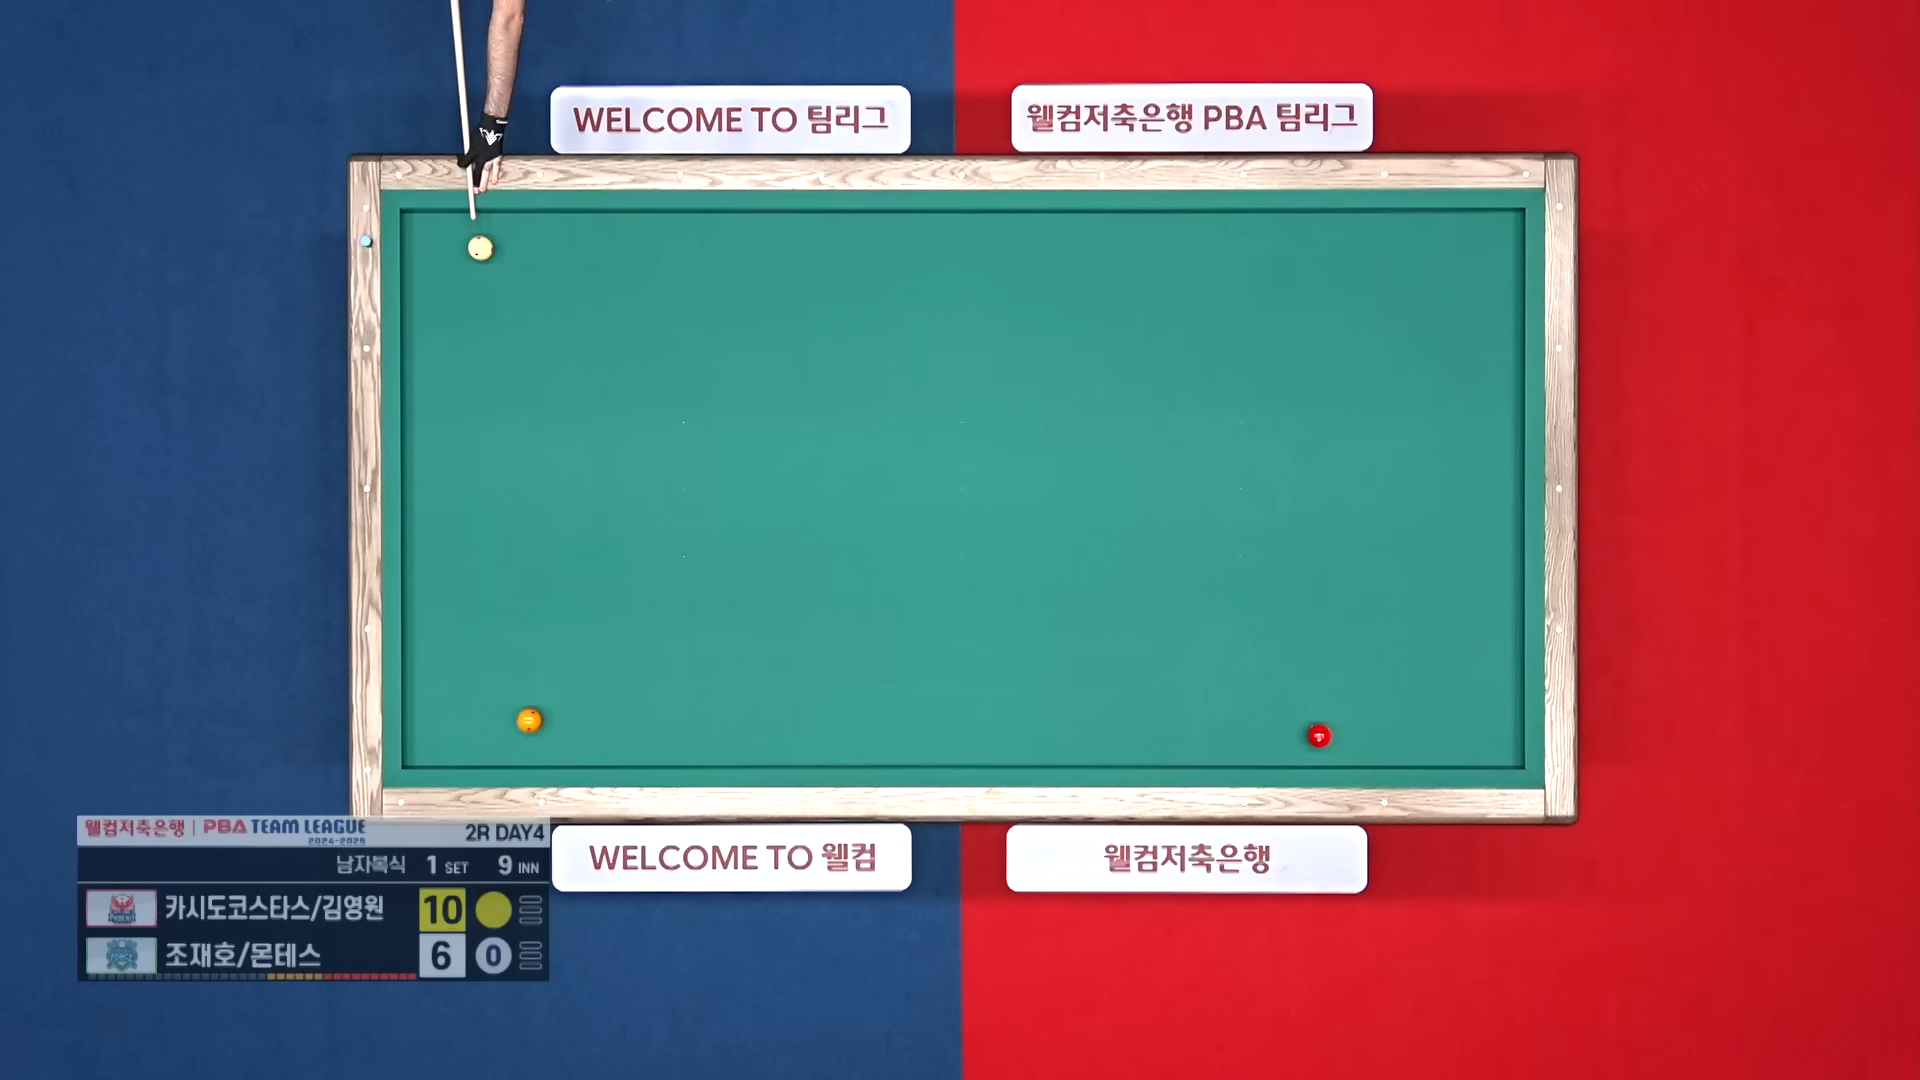 WELCOME TO 팀리그
웰컴저축은행 PBA 팀리그
WELCOME TO 웰컴
웰컴저축은행
웰컴저축은행 | PBA TEAM LEAGUE 2R DAY4
2024-2025
남자복식 1 SET 9 INN
카시도코스타스/김영원 10
조재호/몬테스 6 0